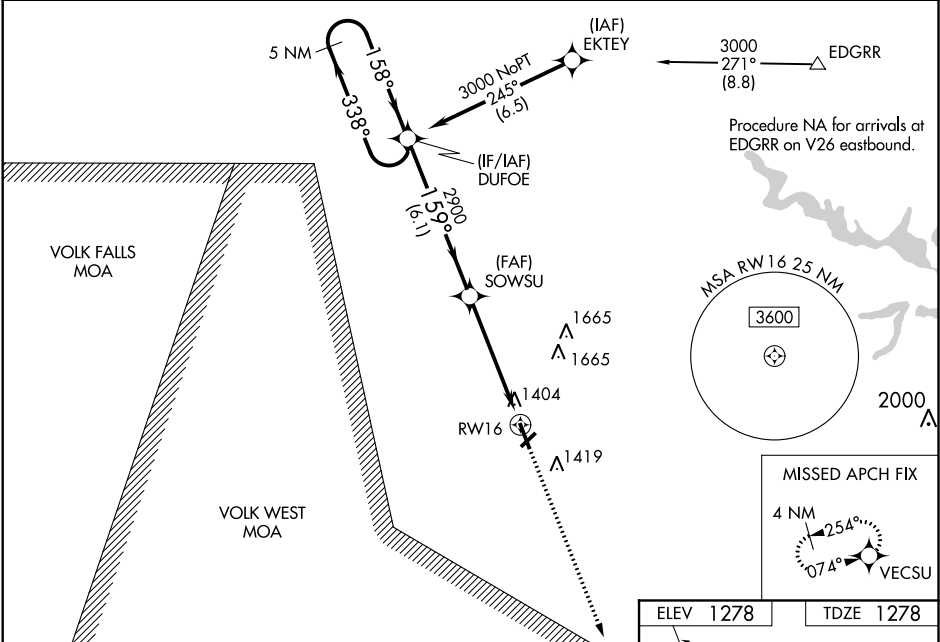 (IAF)
EKTEY
5 NM
158°
338°
3000 NoPT
245°
(6.5)
3000
271°
(8.8)
EDGRR
Procedure NA for arrivals at
EDGRR on V26 eastbound.
(IF/IAF)
DUFOE
2900
159°
(6.1)
VOLK FALLS
MOA
(FAF)
SOWSU
MSA RW16 25 NM
3600
1665
1665
1404
RW16
2000
1419
MISSED APCH FIX
4 NM
254°
074°
VECSU
VOLK WEST
MOA
ELEV 1278
TDZE 1278